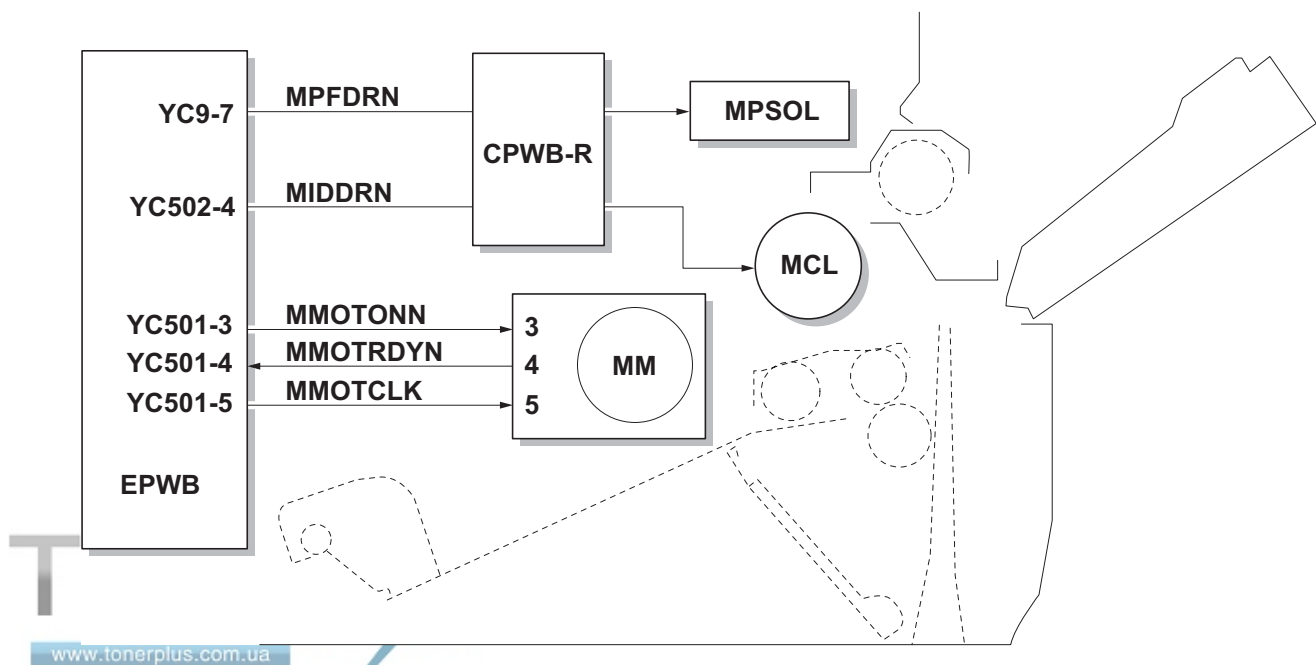 YC9-7 MPFDRN
MPSOL
CPWB-R
YC502-4 MIDDRN
MCL
YC501-3 MMOTONN 3
YC501-4 MMOTRDYN 4 MM
YC501-5 MMOTCLK 5
EPWB
T
www.tonerplus.com.ua